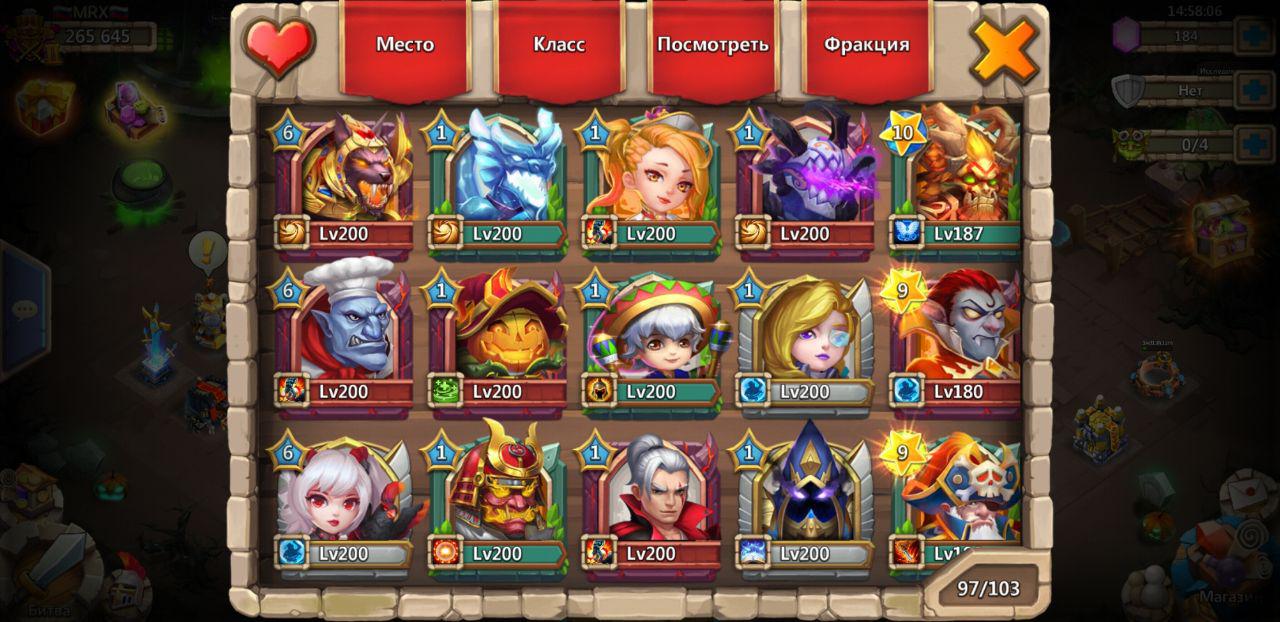 MRX
14:58:06
265 645
184
Место
Класс
Посмотреть
Фракция
Нет
0/4
6
1
1
1
10
Lv200
Lv200
Lv200
Lv200
Lv187
6
1
1
1
9
Lv200
Lv200
Lv200
Lv200
Lv180
6
1
1
1
9
Lv200
Lv200
Lv200
Lv200
97/103
Битва